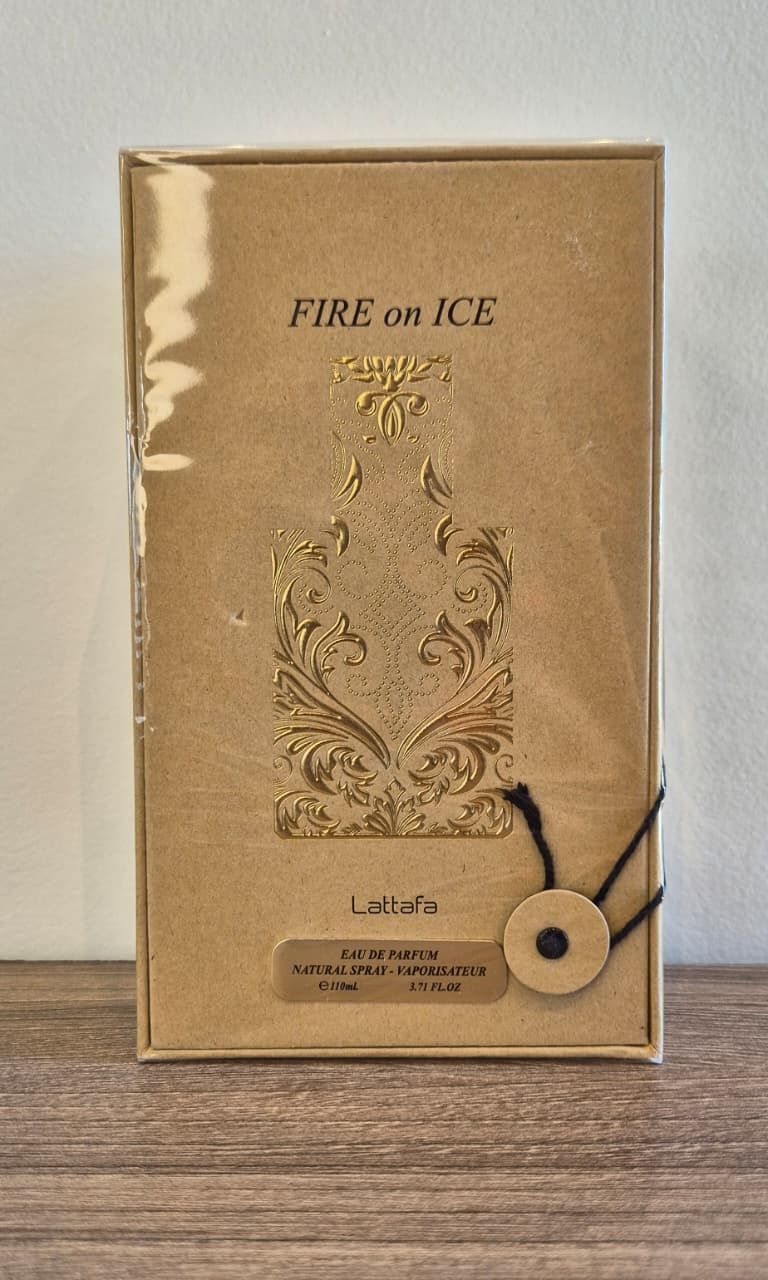 FIRE on ICE
Lattafa
EAU DE PARFUM
NATURAL SPRAY - VAPORISATEUR
℮110mL 3.71 FL.OZ